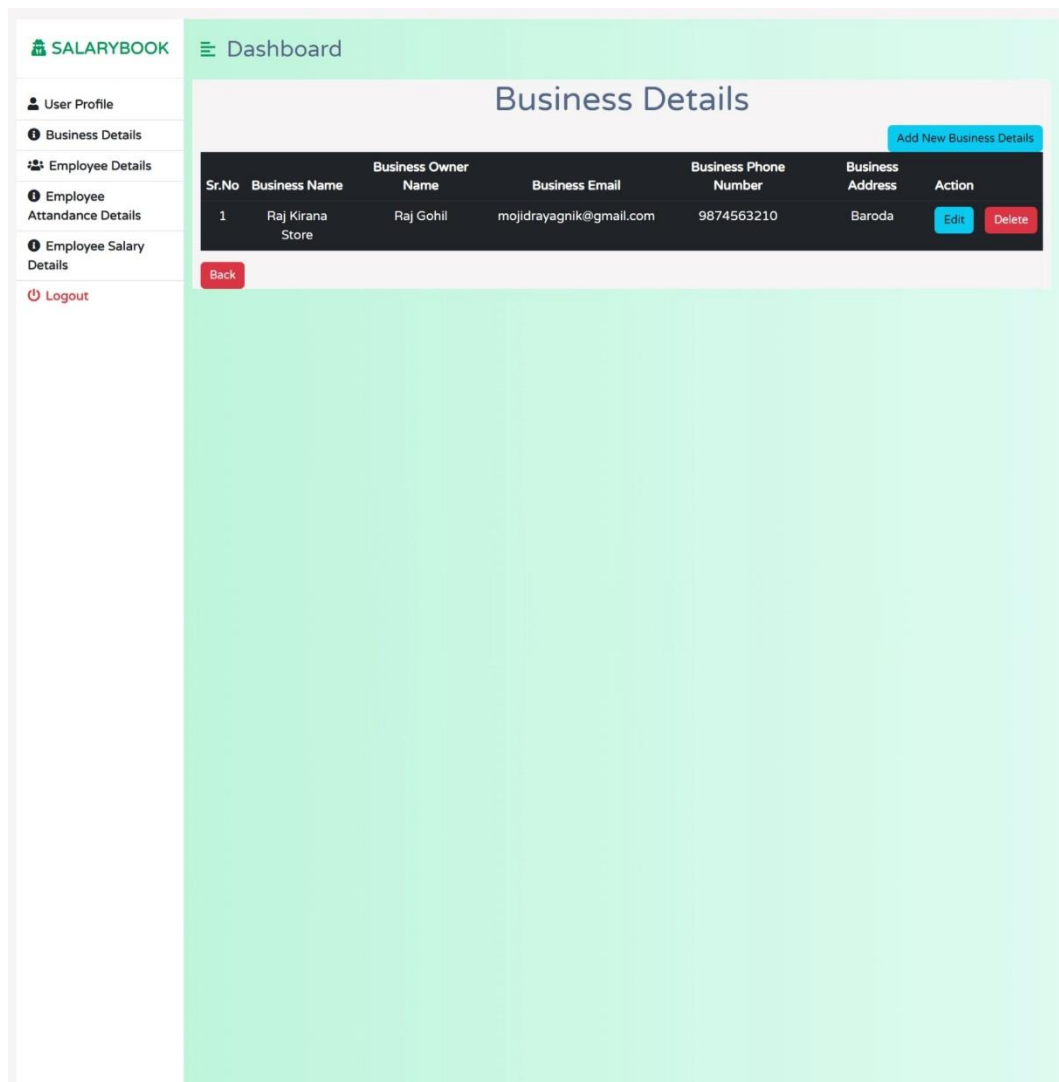 SALARYBOOK
Dashboard
User Profile
Business Details
Employee Details
Employee
Attandance Details
Employee Salary
Details
Logout
Business Details
Add New Business Details
Sr.No Business Name Business Owner Name Business Email Business Phone Number Business Address Action
1 Raj Kirana Store Raj Gohil mojidrayagnik@gmail.com 9874563210 Baroda Edit Delete
Back